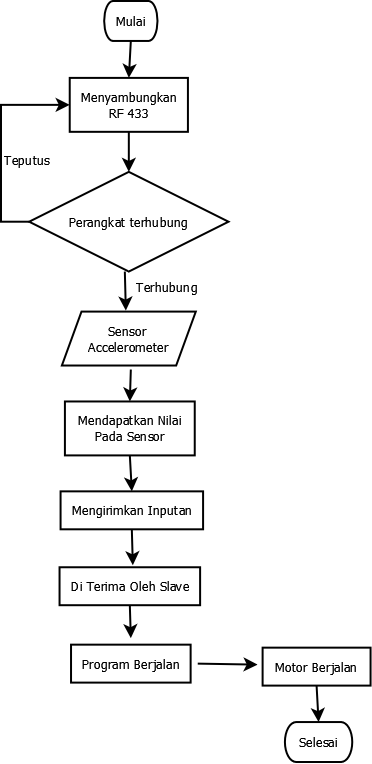 Mulai
Menyambungkan
RF 433
Teputus
Perangkat terhubung
Terhubung
Sensor
Accelerometer
Mendapatkan Nilai
Pada Sensor
Mengirimkan Inputan
Di Terima Oleh Slave
Program Berjalan
Motor Berjalan
Selesai